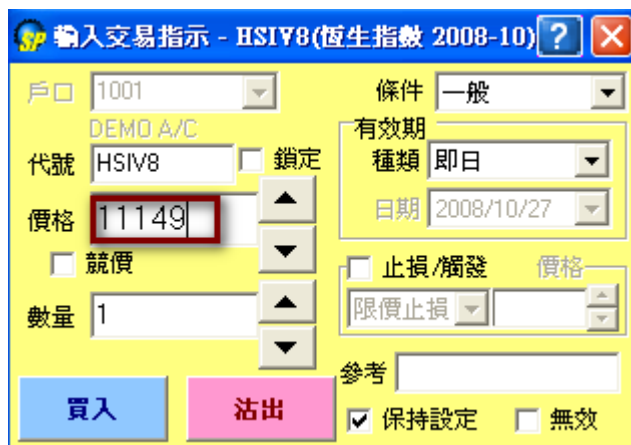 SP 輸入交易指示 - HSIV8(恆生指數 2008-10) ?
戶口 1001 條件 一般
DEMO A/C 有效期
代號 HSIV8 鎖定 種類 即日
價格 11149 日期 2008/10/27
競價 止損/觸發 價格
數量 1 限價止損
參考
買入 沽出 保持設定 無效